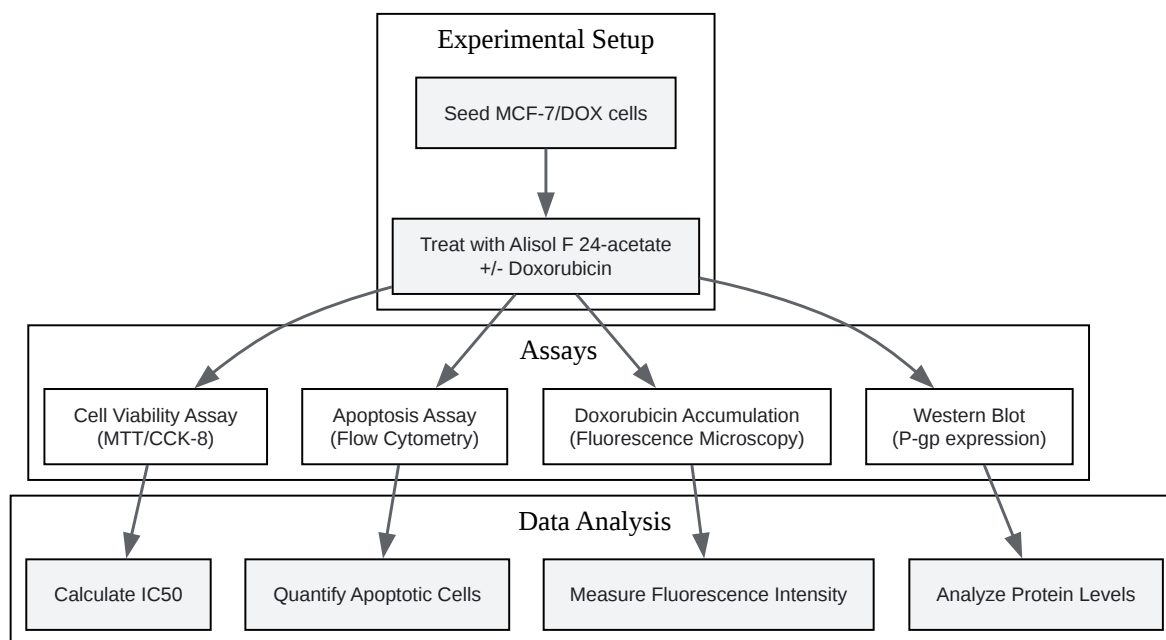 Experimental Setup
Seed MCF-7/DOX cells
Treat with Alisol F 24-acetate
+/- Doxorubicin
Assays
Cell Viability Assay
(MTT/CCK-8)
Apoptosis Assay
(Flow Cytometry)
Doxorubicin Accumulation
(Fluorescence Microscopy)
Western Blot
(P-gp expression)
Data Analysis
Calculate IC50
Quantify Apoptotic Cells
Measure Fluorescence Intensity
Analyze Protein Levels